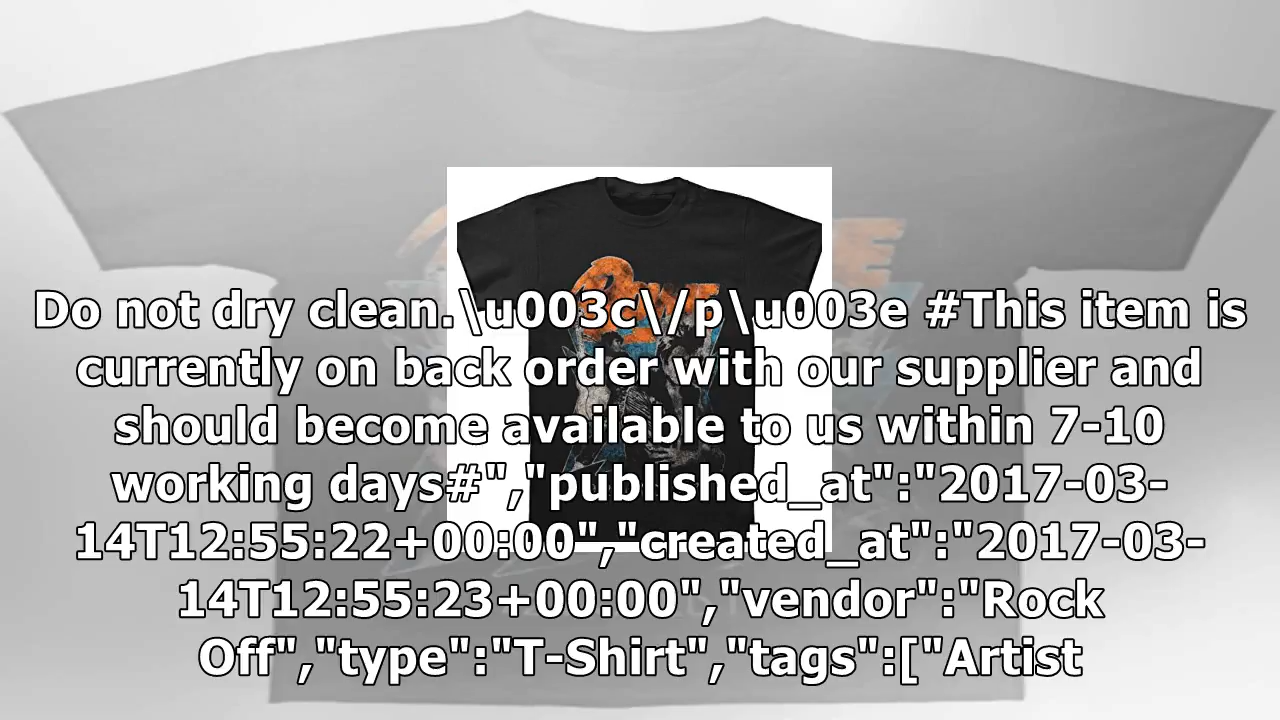 Do not dry clean.\u003c\/p\u003e #This item is
currently on back order with our supplier and
should become available to us within 7-10
working days#","published_at":"2017-03-
14T12:55:22+00:00","created_at":"2017-03-
14T12:55:23+00:00","vendor":"Rock
Off","type":"T-Shirt","tags":["Artist